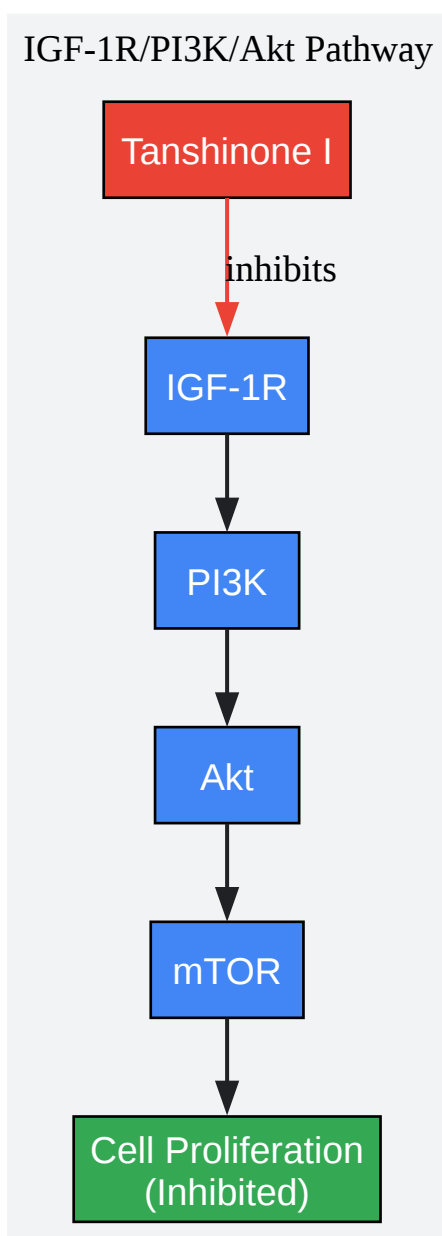 IGF-1R/PI3K/Akt Pathway
Tanshinone I
inhibits
IGF-1R
PI3K
Akt
mTOR
Cell Proliferation
(Inhibited)